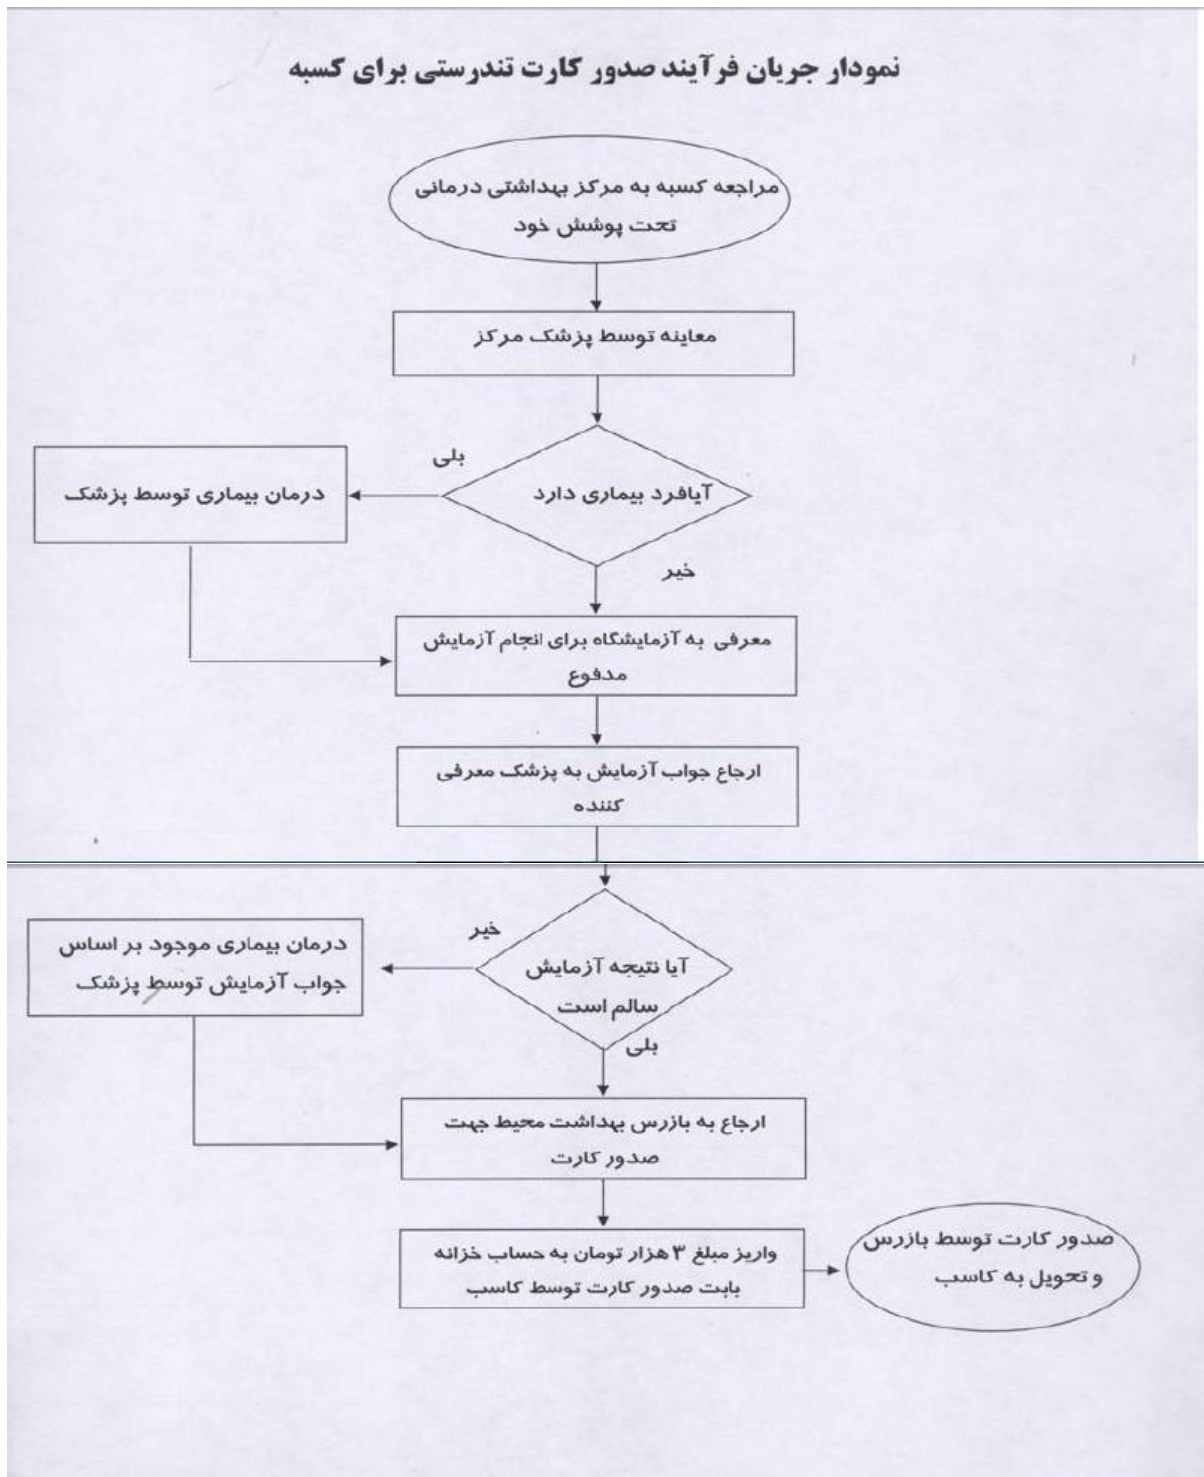 نمودار جریان فرآیند صدور کارت تندرستی برای کسبه
مراجعه کسبه به مرکز بهداشتی درمانی
تحت پوشش خود
معاینه توسط پزشک مرکز
بلی
آیافرد بیماری دارد
درمان بیماری توسط پزشک
خیر
معرفی به آزمایشگاه برای انجام آزمایش
مدفوع
ارجاع جواب آزمایش به پزشک معرفی
کننده
خیر
آیا نتیجه آزمایش
سالم است
درمان بیماری موجود بر اساس
جواب آزمایش توسط پزشک
بلی
ارجاع به بازرس بهداشت محیط جهت
صدور کارت
واریز مبلغ ۳ هزار تومان به حساب خزانه
بابت صدور کارت توسط کاسب
صدور کارت توسط بازرس
و تحویل به کاسب